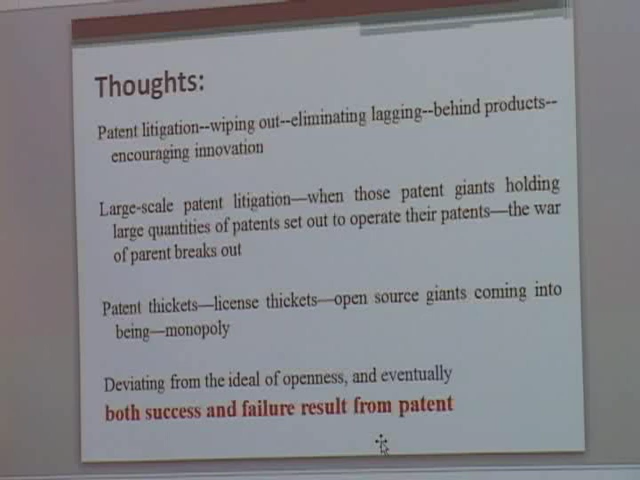 Thoughts:
Patent litigation--wiping out--eliminating lagging--behind products--
encouraging innovation
Large-scale patent litigation—when those patent giants holding
large quantities of patents set out to operate their patents—the war
of parent breaks out
Patent thickets—license thickets—open source giants coming into
being—monopoly
Deviating from the ideal of openness, and eventually
both success and failure result from patent